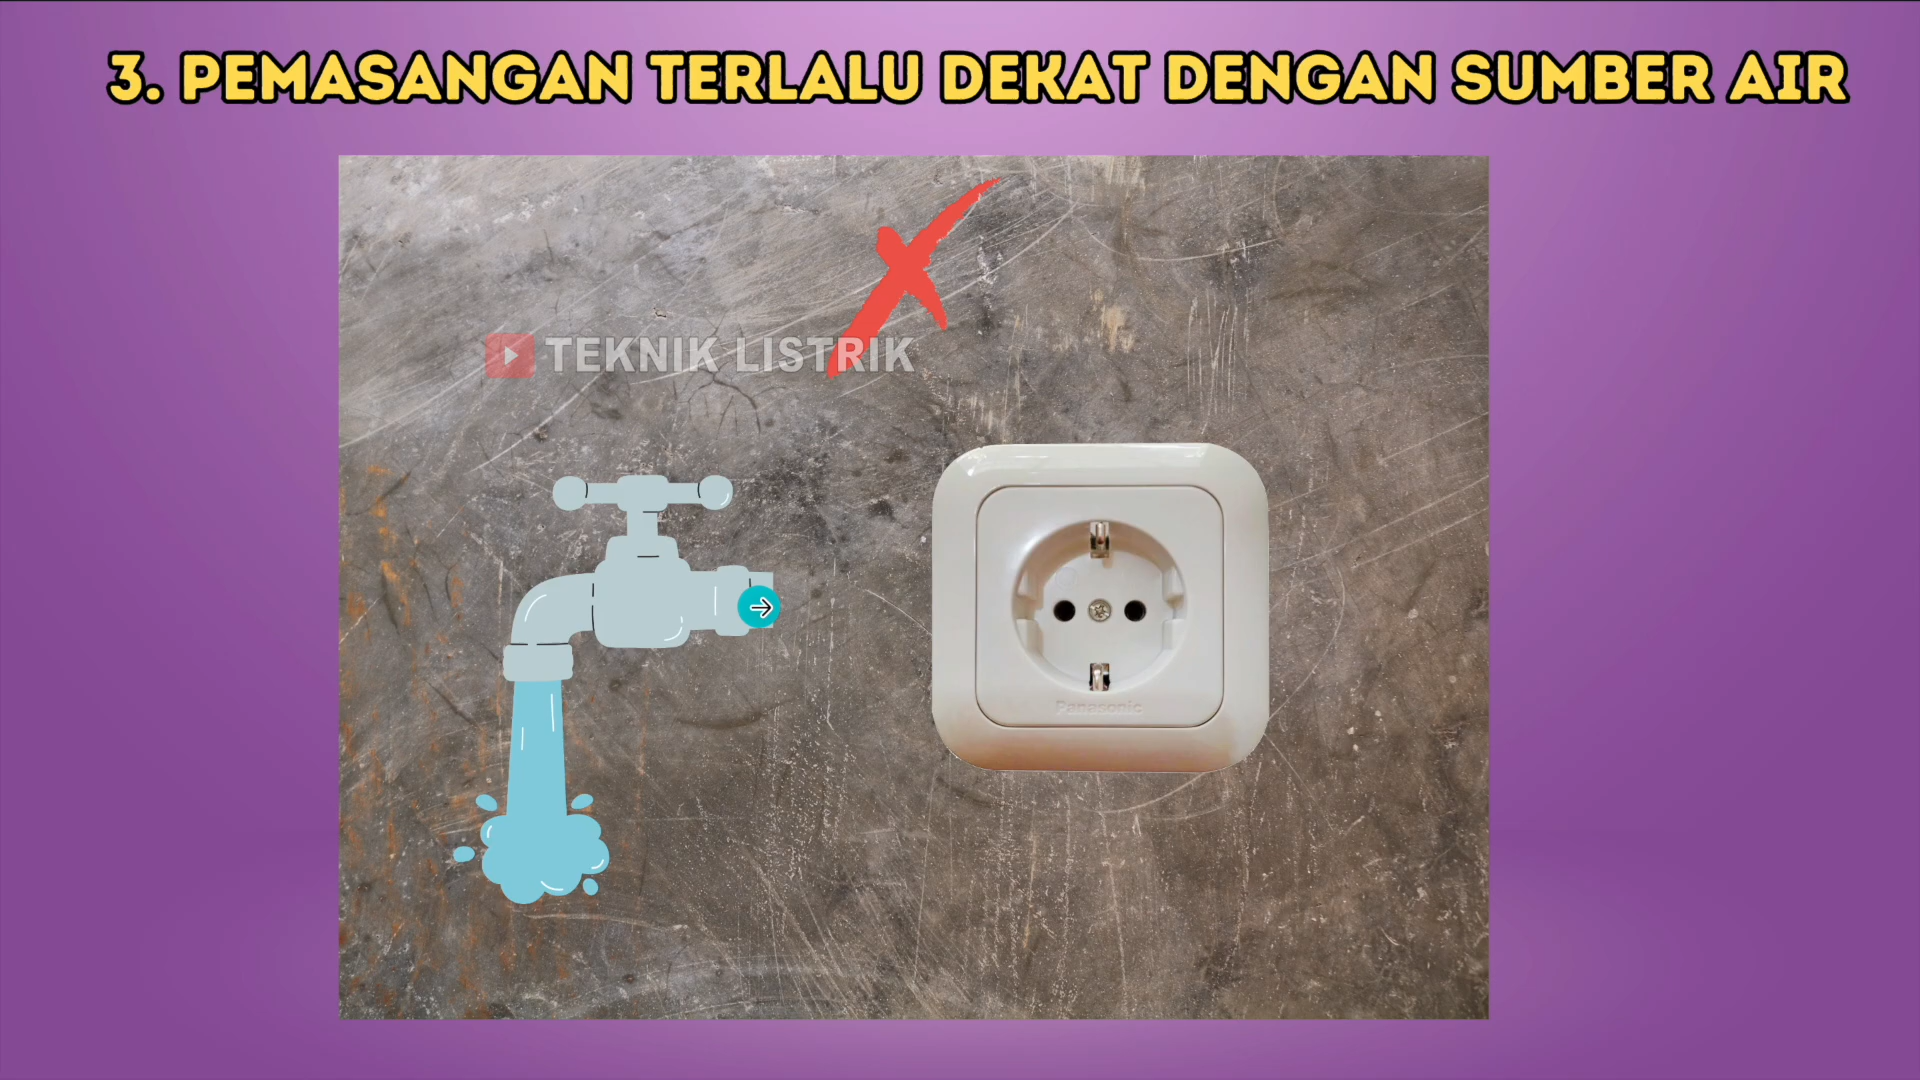 3. PEMASANGAN TERLALU DEKAT DENGAN SUMBER AIR
TEKNIK LISTRIK
Panasonic